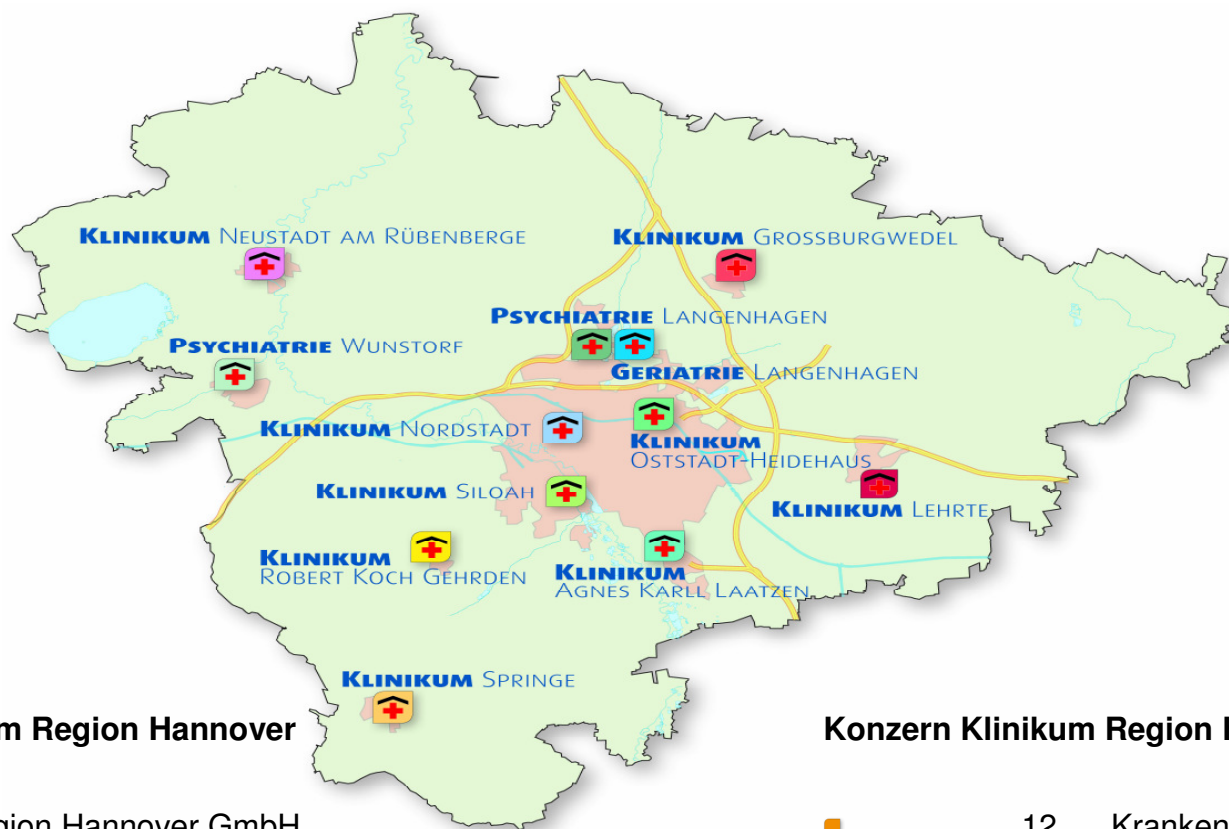 KLINIKUM NEUSTADT AM RÜBENBERGE
KLINIKUM GROSSBURGWEDEL
PSYCHIATRIE LANGENHAGEN
PSYCHIATRIE WUNSTORF
GERIATRIE LANGENHAGEN
KLINIKUM NORDSTADT
KLINIKUM
OSTSTADT-HEIDEHAUS
KLINIKUM SILOAH
KLINIKUM LEHRTE
KLINIKUM
ROBERT KOCH GEHRDEN
KLINIKUM
AGNES KARLL LAATZEN
KLINIKUM SPRINGE
m Region Hannover
Konzern Klinikum Region
gion Hannover GmbH
12 Kranken